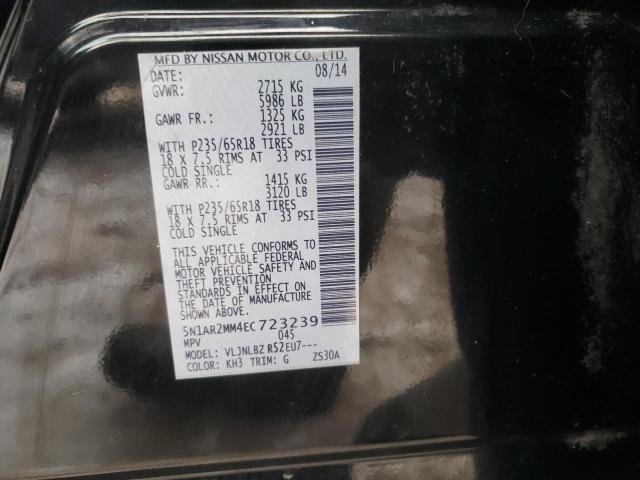 MFD BY NISSAN MOTOR CO., LTD.
DATE: 08/14
GVWR: 2715 KG
5986 LB
GAWR FR.: 1325 KG
2921 LB
WITH P235/65R18 TIRES
18 X 7.5 RIMS AT 33 PSI
COLD SINGLE
GAWR RR.: 1415 KG
3120 LB
WITH P235/65R18 TIRES
18 X 7.5 RIMS AT 33 PSI
COLD SINGLE
THIS VEHICLE CONFORMS TO
ALL APPLICABLE FEDERAL
MOTOR VEHICLE SAFETY AND
THEFT PREVENTION
STANDARDS IN EFFECT ON
THE DATE OF MANUFACTURE
SHOWN ABOVE.
5N1AR2MM4EC723239
MPV 045
MODEL: VLJNLBZ R52EU7---
COLOR: KH3 TRIM: G ZS30A